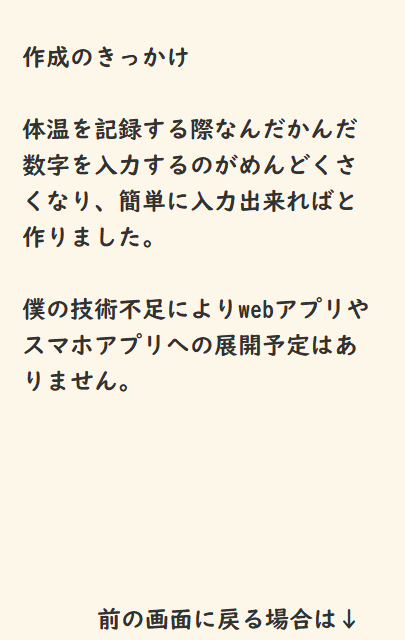 作成のきっかけ
体温を記録する際なんだかんだ
数字を入力するのがめんどくさ
くなり、簡単に入力出来ればと
作りました。
僕の技術不足によりwebアプリや
スマホアプリへの展開予定はあ
りません。
前の画面に戻る場合は↓